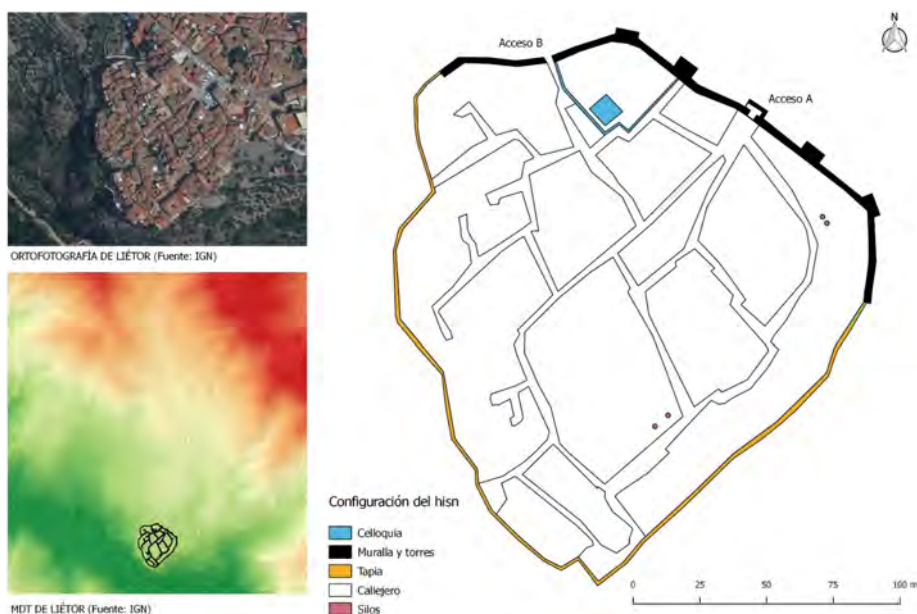 ORTOFOTOGRAFÍA DE LIÉTOR (Fuente: IGN)
MDT DE LIÉTOR (Fuente: IGN)
Acceso B
Acceso A
N
Configuración del hisn
Celloquia
Muralla y torres
Tapia
Callejero
Silos
0 25 50 75 100 m